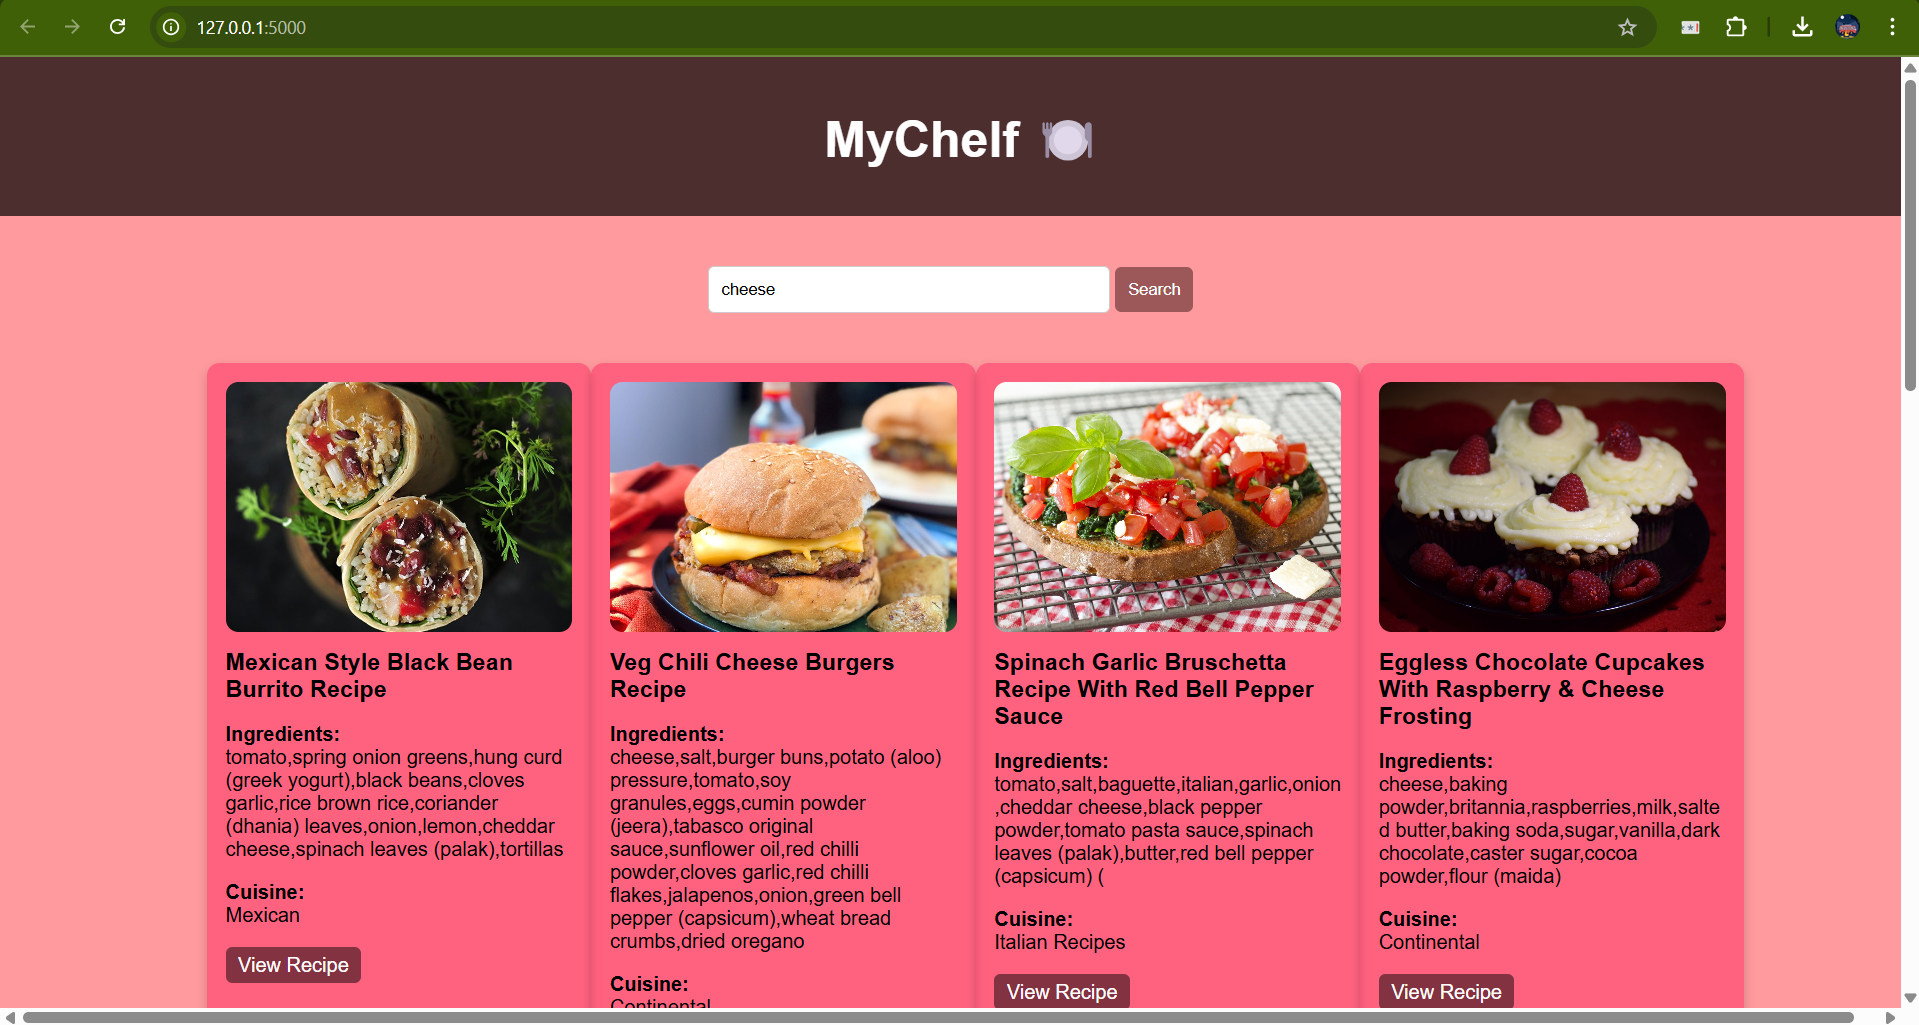 127.0.0.1:5000
MyChelf
cheese
Search
Mexican Style Black Bean
Burrito Recipe
Ingredients:
tomato,spring onion greens,hung curd
(greek yogurt),black beans,cloves
garlic,rice brown rice,coriander
(dhania) leaves,onion,lemon,cheddar
cheese,spinach leaves (palak),tortillas
Cuisine:
Mexican
View Recipe
Veg Chili Cheese Burgers
Recipe
Ingredients:
cheese,salt,burger buns,potato (aloo)
pressure,tomato,soy
granules,eggs,cumin powder
(jeera),tabasco original
sauce,sunflower oil,red chilli
powder,cloves garlic,red chilli
flakes,jalapenos,onion,green bell
pepper (capsicum),wheat bread
crumbs,dried oregano
Cuisine:
Continental
Spinach Garlic Bruschetta
Recipe With Red Bell Pepper
Sauce
Ingredients:
tomato,salt,baguette,italian,garlic,onion
,cheddar cheese,black pepper
powder,tomato pasta sauce,spinach
leaves (palak),butter,red bell pepper
(capsicum) (
Cuisine:
Italian Recipes
View Recipe
Eggless Chocolate Cupcakes
With Raspberry & Cheese
Frosting
Ingredients:
cheese,baking
powder,britannia,raspberries,milk,salte
d butter,baking soda,sugar,vanilla,dark
chocolate,caster sugar,cocoa
powder,flour (maida)
Cuisine:
Continental
View Recipe